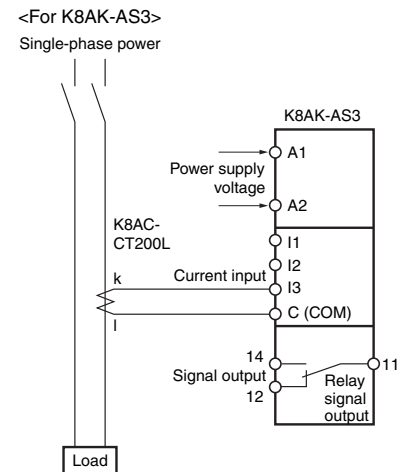 <For K8AK-AS3>
Single-phase power
K8AK-AS3
A1
Power supply
voltage
A2
K8AC-
CT200L
I1
I2
k
Current input
I3
l
C (COM)
14
11
Signal output
12
Relay
signal
output
Load